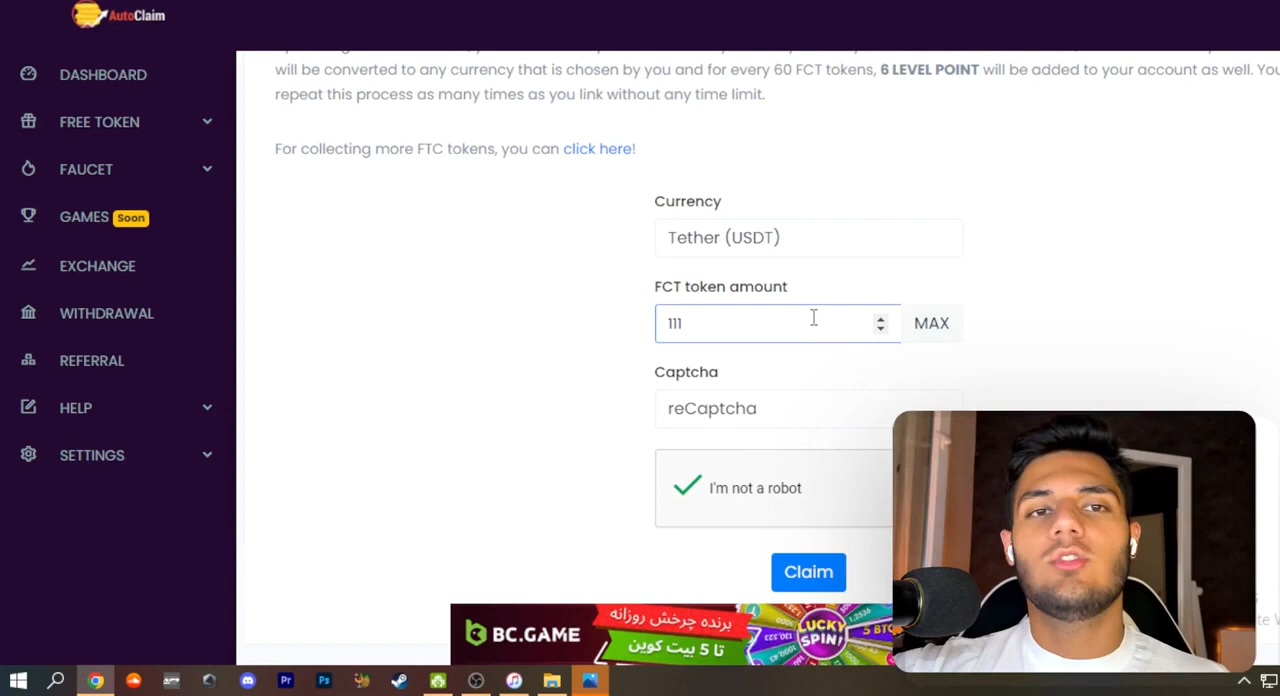 AutoClaim
DASHBOARD
FREE TOKEN
FAUCET
GAMES Soon
EXCHANGE
WITHDRAWAL
REFERRAL
HELP
SETTINGS
will be converted to any currency that is chosen by you and for every 60 FCT tokens, 6 LEVEL POINT will be added to your account as well. You
repeat this process as many times as you link without any time limit.
For collecting more FTC tokens, you can click here!
Currency
Tether (USDT)
FCT token amount
111
MAX
Captcha
reCaptcha
I'm not a robot
Claim
BC.GAME
برنده چرخش روزانه
تا 5 بیت کوین
LUCKY
SPIN!
5 BTC
Pr
Ps